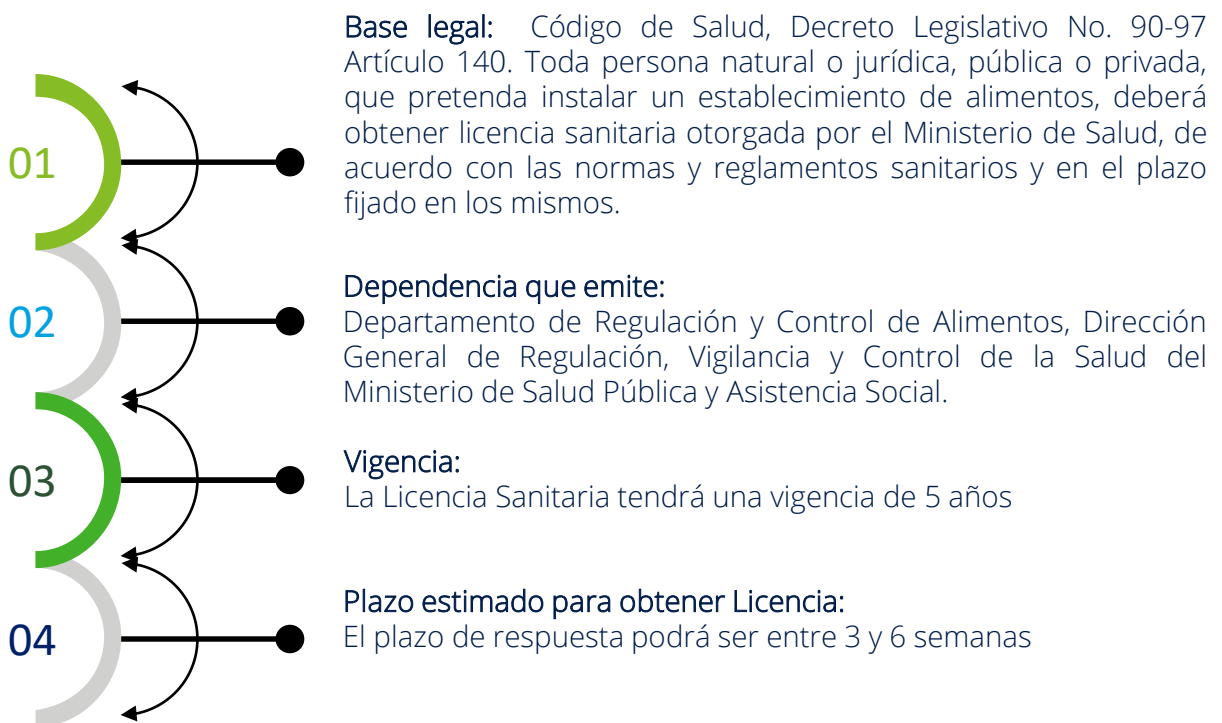 01
Base legal: Código de Salud, Decreto Legislativo No. 90-97
Artículo 140. Toda persona natural o jurídica, pública o privada,
que pretenda instalar un establecimiento de alimentos, deberá
obtener licencia sanitaria otorgada por el Ministerio de Salud, de
acuerdo con las normas y reglamentos sanitarios y en el plazo
fijado en los mismos.
02
Dependencia que emite:
Departamento de Regulación y Control de Alimentos, Dirección
General de Regulación, Vigilancia y Control de la Salud del
Ministerio de Salud Pública y Asistencia Social.
03
Vigencia:
La Licencia Sanitaria tendrá una vigencia de 5 años
04
Plazo estimado para obtener Licencia:
El plazo de respuesta podrá ser entre 3 y 6 semanas